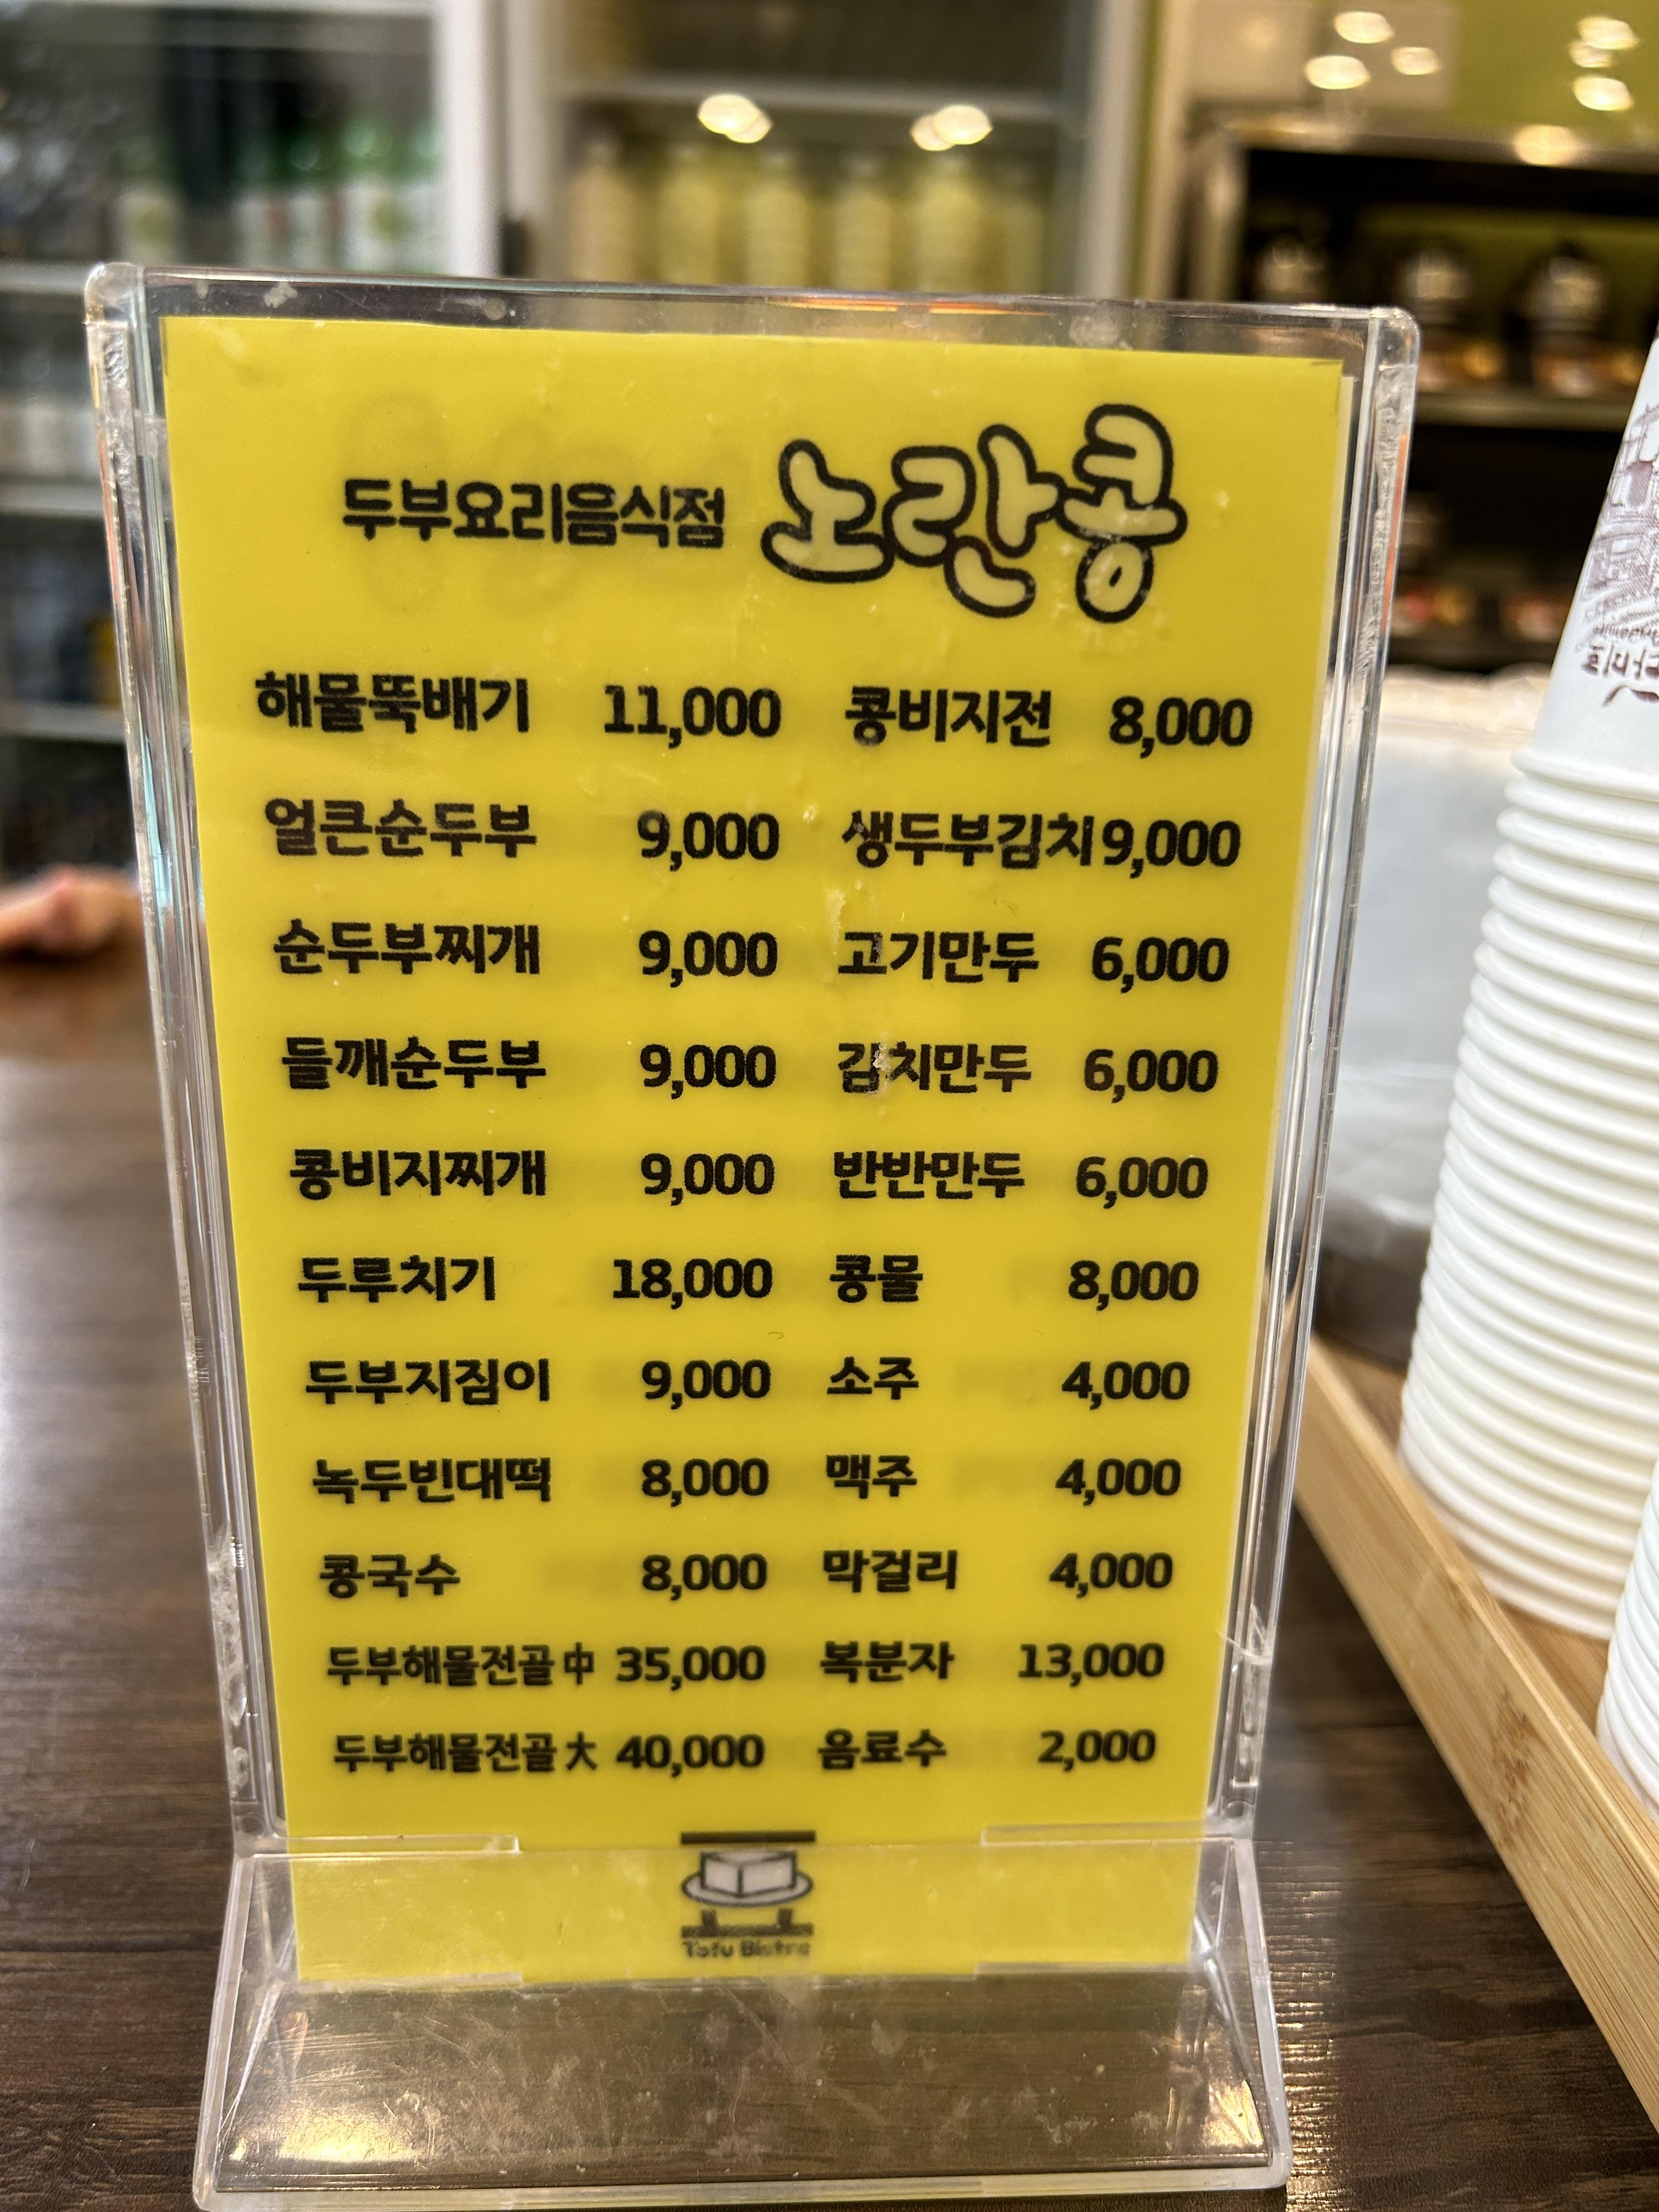 두부요리음식점 노란콩
해물뚝배기 11,000 콩비지전 8,000
얼큰순두부 9,000 생두부김치 9,000
순두부찌개 9,000 고기만두 6,000
들깨순두부 9,000 김치만두 6,000
콩비지찌개 9,000 반반만두 6,000
두루치기 18,000 콩물 8,000
두부지짐이 9,000 소주 4,000
녹두빈대떡 8,000 맥주 4,000
콩국수 8,000 막걸리 4,000
두부해물전골 中 35,000 복분자 13,000
두부해물전골 大 40,000 음료수 2,000
Tofu Bistro